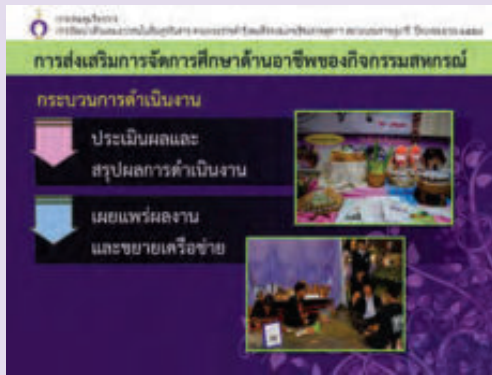 การส่งเสริมการจัดการศึกษาด้านอาชีพของกิจกรรมสหกรณ์
กระบวนการดำเนินงาน
ประเมินผลและ
สรุปผลการดำเนินงาน
เผยแพร่ผลงาน
และขยายเครือข่าย